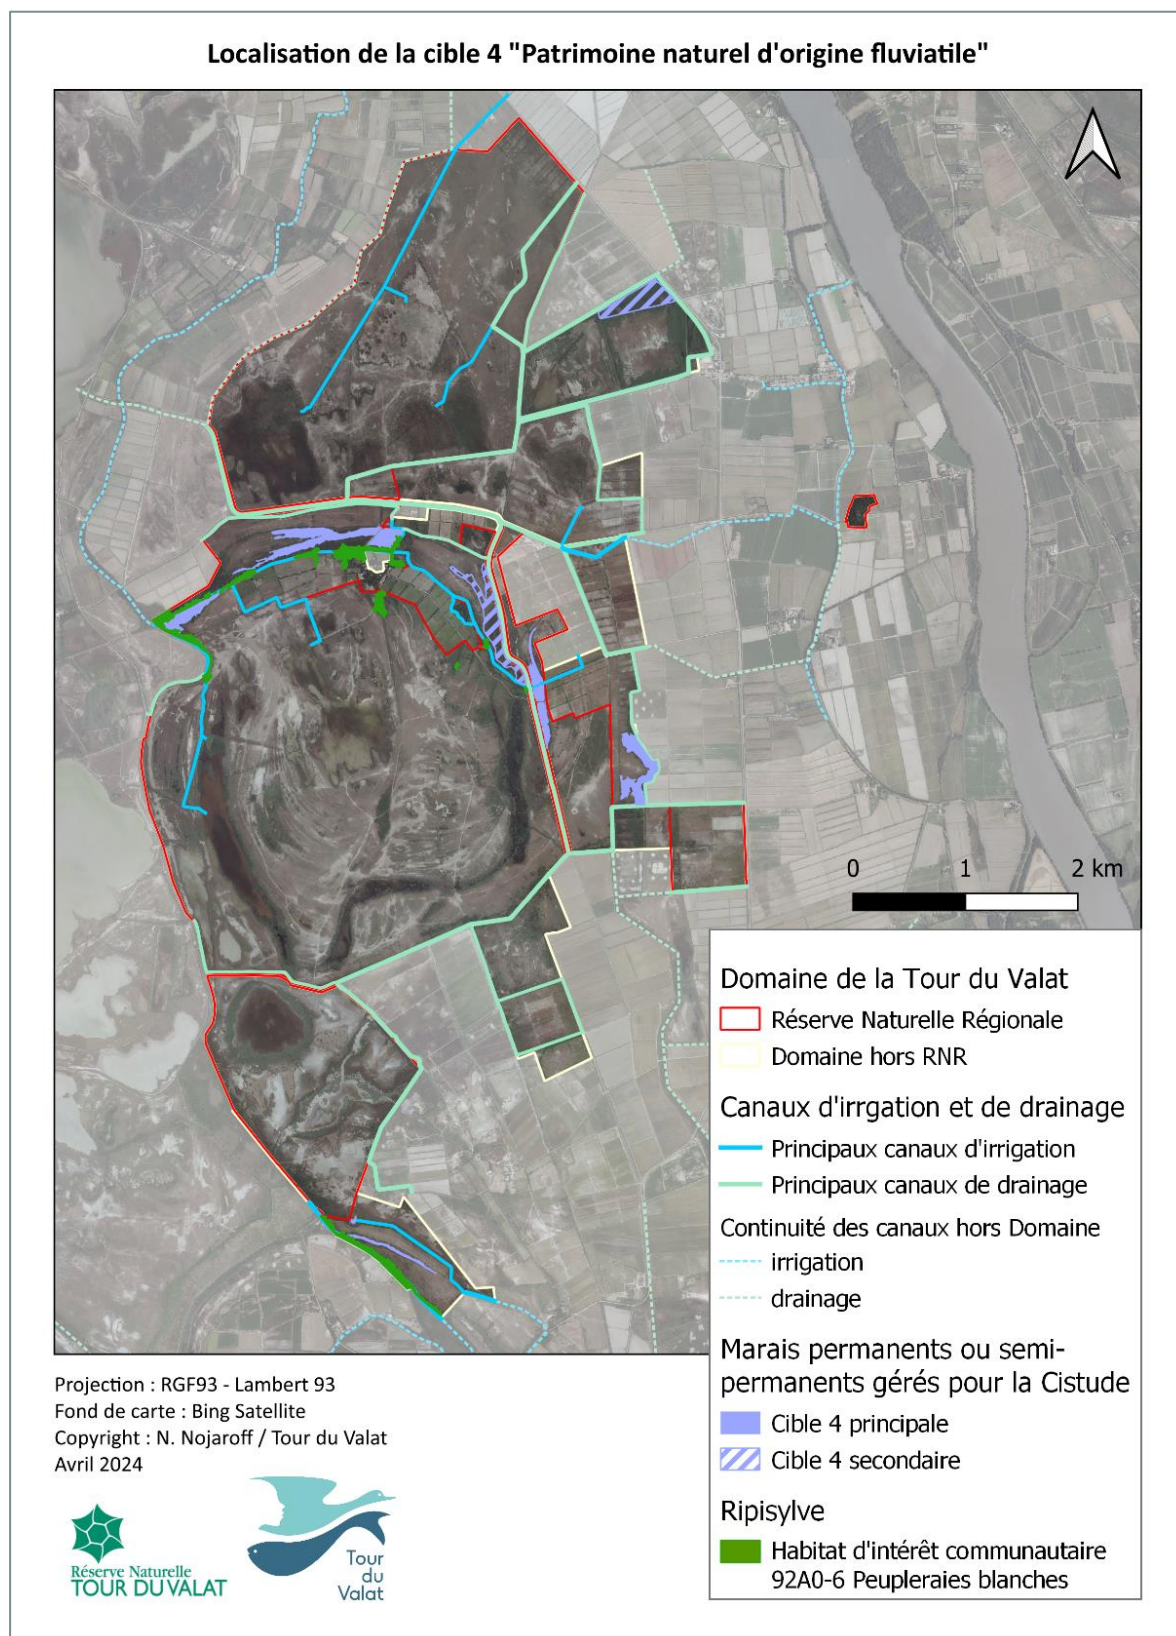 Localisation de la cible 4 "Patrimoine naturel d'origine fluviatile"
0 1 2 km
Domaine de la Tour du Valat
Réserve Naturelle Régionale
Domaine hors RNR
Canaux d'irrgation et de drainage
Principaux canaux d'irrigation
Principaux canaux de drainage
Continuité des canaux hors Domaine
irrigation
drainage
Marais permanents ou semi-
permanents gérés pour la Cistude
Cible 4 principale
Cible 4 secondaire
Ripisylve
Habitat d'intérêt communautaire
92A0-6 Peupleraies blanches
Projection : RGF93 - Lambert 93
Fond de carte : Bing Satellite
Copyright : N. Nojaroff / Tour du Valat
Avril 2024
Réserve Naturelle
TOUR DU VALAT
Tour
du
Valat